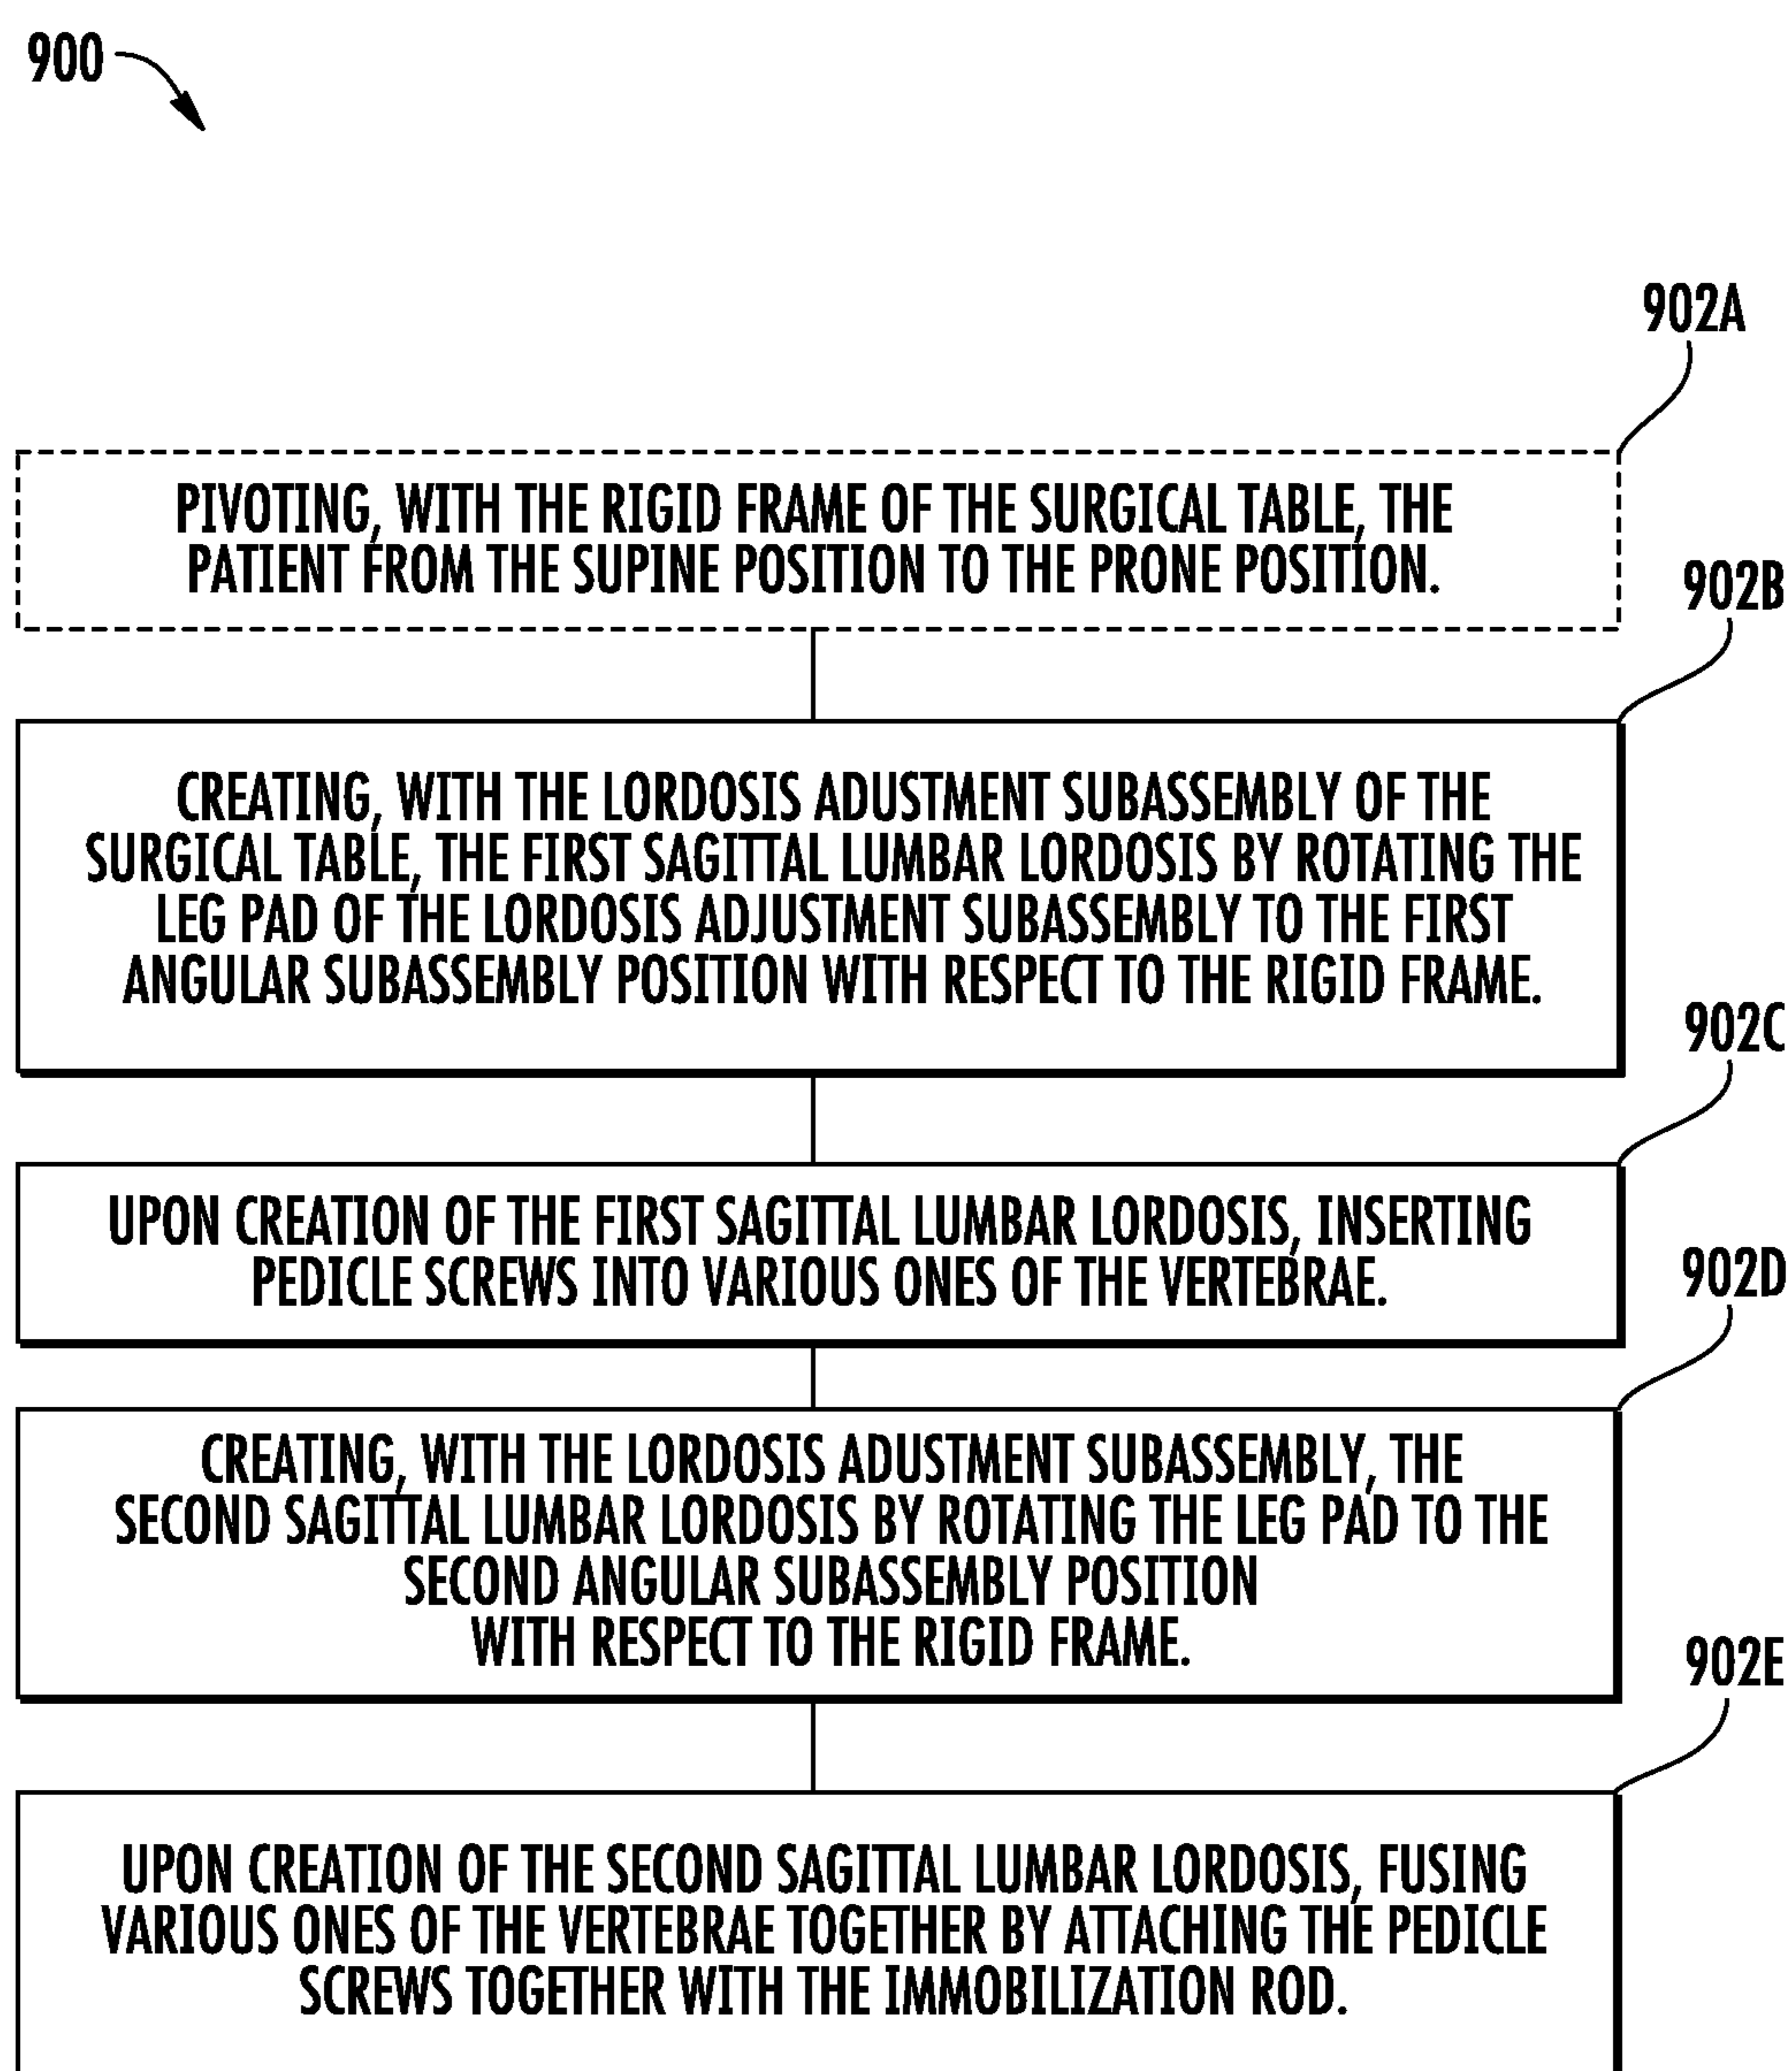 900
902A
PIVOTING, WITH THE RIGID FRAME OF THE SURGICAL TABLE, THE
PATIENT FROM THE SUPINE POSITION TO THE PRONE POSITION.
902B
CREATING, WITH THE LORDOSIS ADUSTMENT SUBASSEMBLY OF THE
SURGICAL TABLE, THE FIRST SAGITTAL LUMBAR LORDOSIS BY ROTATING THE
LEG PAD OF THE LORDOSIS ADJUSTMENT SUBASSEMBLY TO THE FIRST
ANGULAR SUBASSEMBLY POSITION WITH RESPECT TO THE RIGID FRAME.
902C
UPON CREATION OF THE FIRST SAGITTAL LUMBAR LORDOSIS, INSERTING
PEDICLE SCREWS INTO VARIOUS ONES OF THE VERTEBRAE.
902D
CREATING, WITH THE LORDOSIS ADUSTMENT SUBASSEMBLY, THE
SECOND SAGITTAL LUMBAR LORDOSIS BY ROTATING THE LEG PAD TO THE
SECOND ANGULAR SUBASSEMBLY POSITION
WITH RESPECT TO THE RIGID FRAME.
902E
UPON CREATION OF THE SECOND SAGITTAL LUMBAR LORDOSIS, FUSING
VARIOUS ONES OF THE VERTEBRAE TOGETHER BY ATTACHING THE PEDICLE
SCREWS TOGETHER WITH THE IMMOBILIZATION ROD.